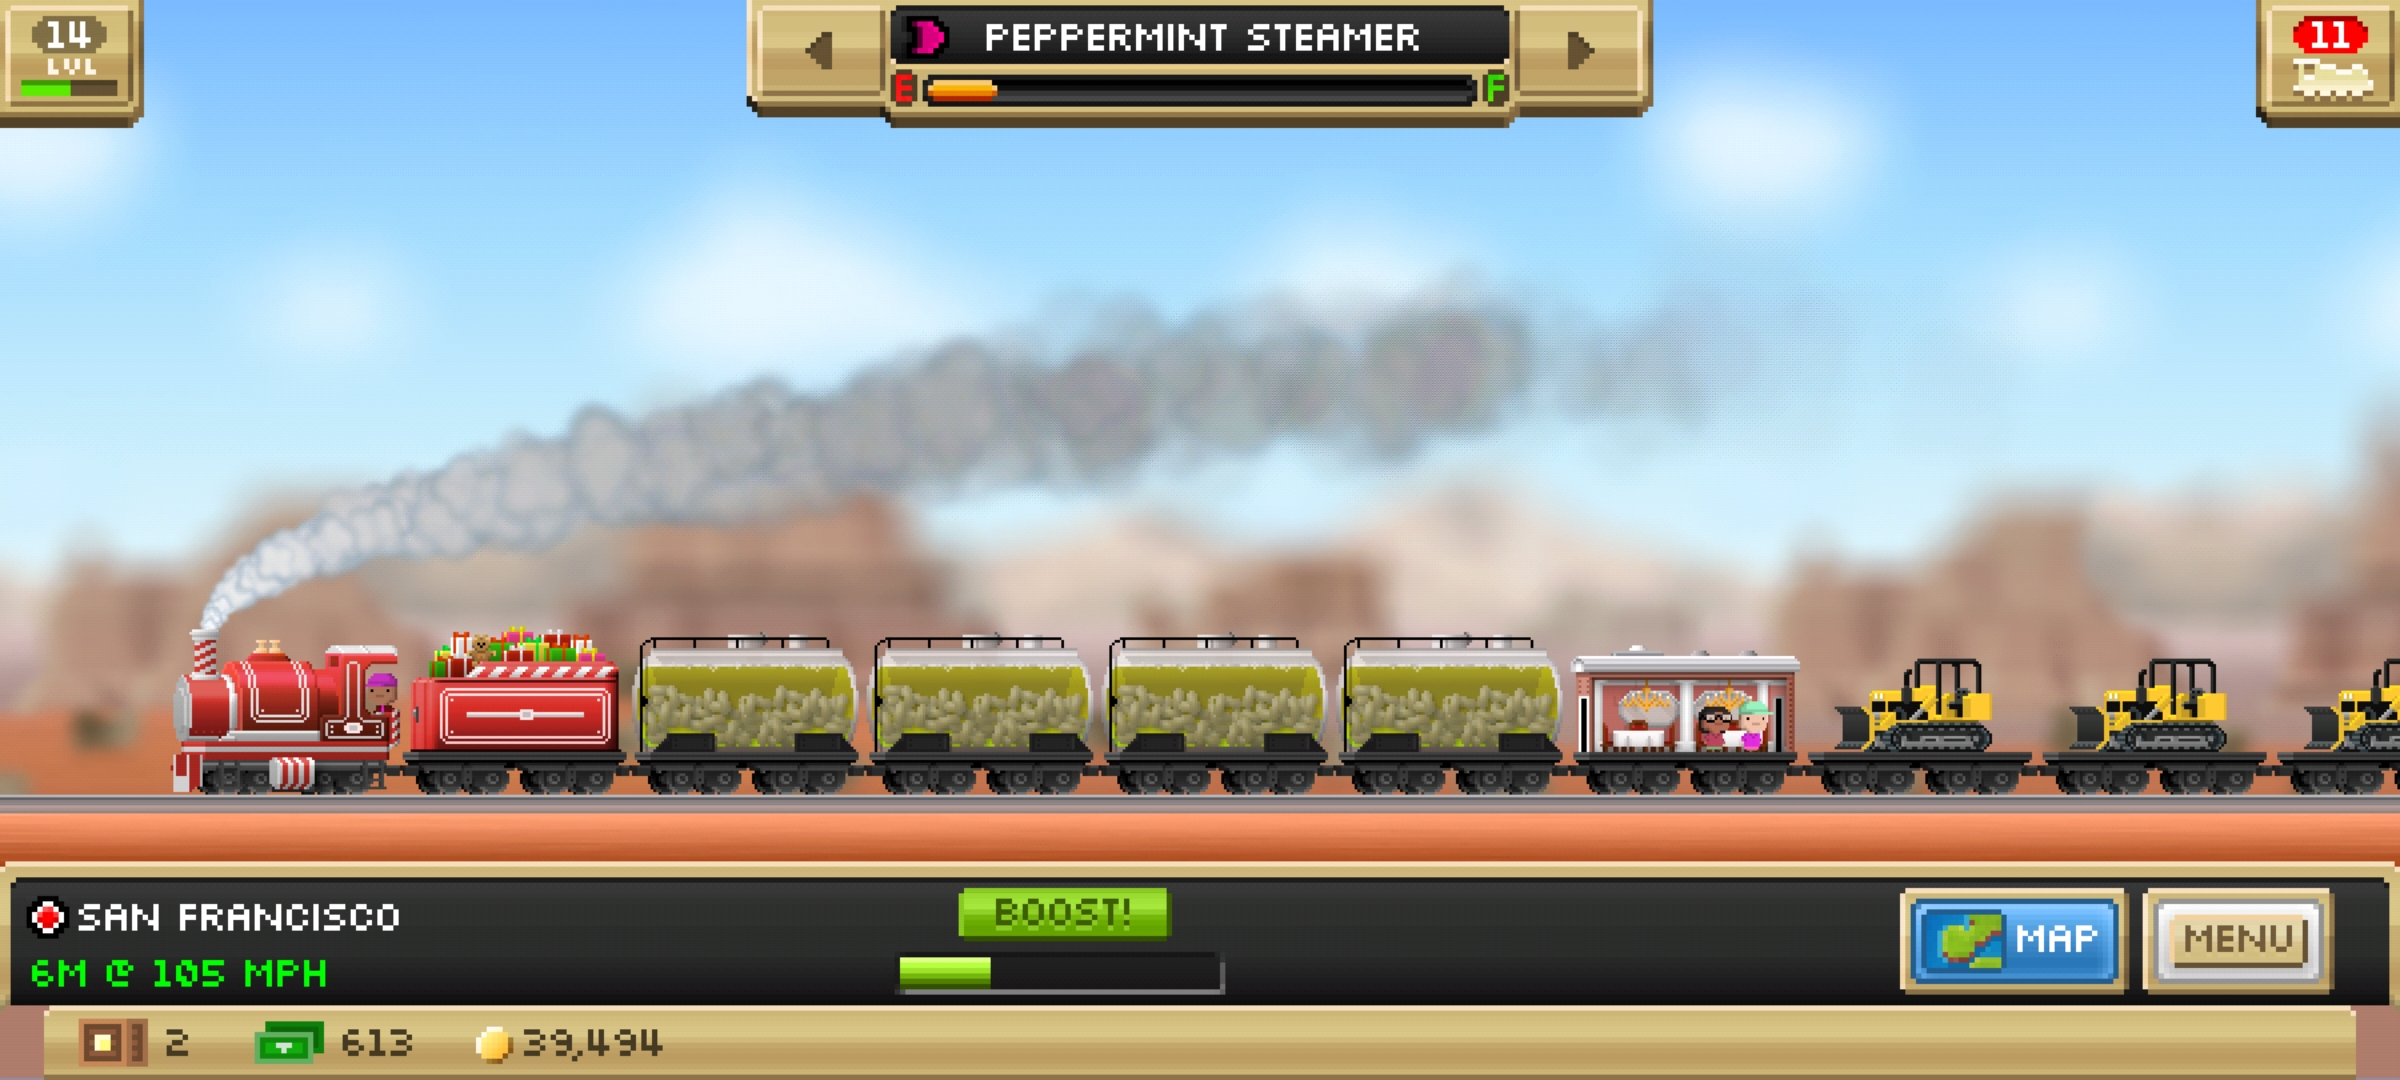 14
LVL
PEPPERMINT STEAMER
E F
11
SAN FRANCISCO
6M @ 105 MPH
BOOST!
MAP
MENU
2
613
39,494